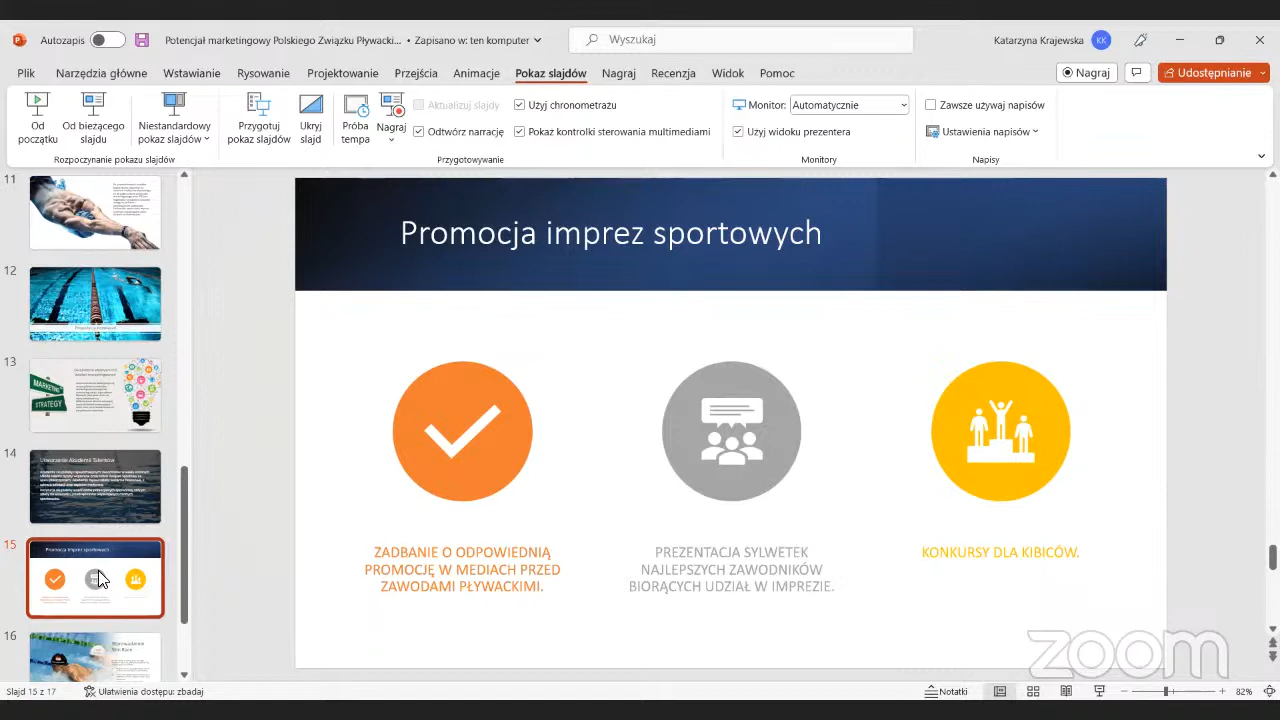 Autozapis
Potencjał marketingowy Polskiego Związku Pływacki... • Zapisano w: ten komputer
Wyszukaj
Katarzyna Krajewska KK
Plik Narzędzia główne Wstawianie Rysowanie Projektowanie Przejścia Animacje Pokaz slajdów Nagraj Recenzja Widok Pomoc
Nagraj
Udostępnianie
Od początku
Od bieżącego slajdu
Niestandardowy pokaz slajdów
Przygotuj pokaz slajdów
Ukryj slajd
Próba tempa
Nagraj
Aktualizuj slajdy
Odtwórz narrację
Użyj chronometrażu
Pokaz kontrolki sterowania multimediami
Monitor: Automatycznie
Użyj widoku prezentera
Zawsze używaj napisów
Ustawienia napisów
Rozpoczynanie pokazu slajdów
Przygotowywanie
Monitory
Napisy
11
12
13
MARKETING
STRATEGY
14
Utworzenie Akademii Talentów
15
Promocja imprez sportowych
16
Promocja imprez sportowych
ZADBANIE O ODPOWIEDNIĄ
PROMOCJĘ W MEDIACH PRZED
ZAWODAMI PŁYWACKIMI.
PREZENTACJA SYLWETEK
NAJLEPSZYCH ZAWODNIKÓW
BIORĄCYCH UDZIAŁ W IMPREZIE.
KONKURSY DLA KIBICÓW.
zoom
Slajd 15 z 17
Ułatwienia dostępu: zbadaj
Notatki
82%